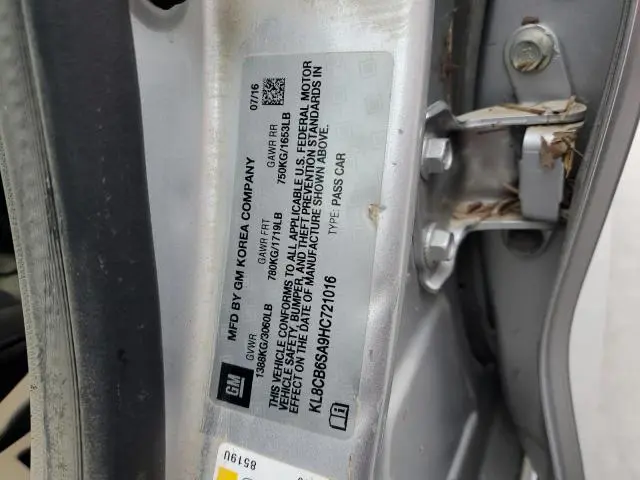 GM
MFD BY GM KOREA COMPANY 07/16
GVWR GAWR FRT GAWR RR
1388KG/3060LB 780KG/1719LB 750KG/1653LB
THIS VEHICLE CONFORMS TO ALL APPLICABLE U.S. FEDERAL MOTOR
VEHICLE SAFETY, BUMPER, AND THEFT PREVENTION STANDARDS IN
EFFECT ON THE DATE OF MANUFACTURE SHOWN ABOVE.
KL8CB6SA9HC721016 TYPE: PASS CAR
8519U